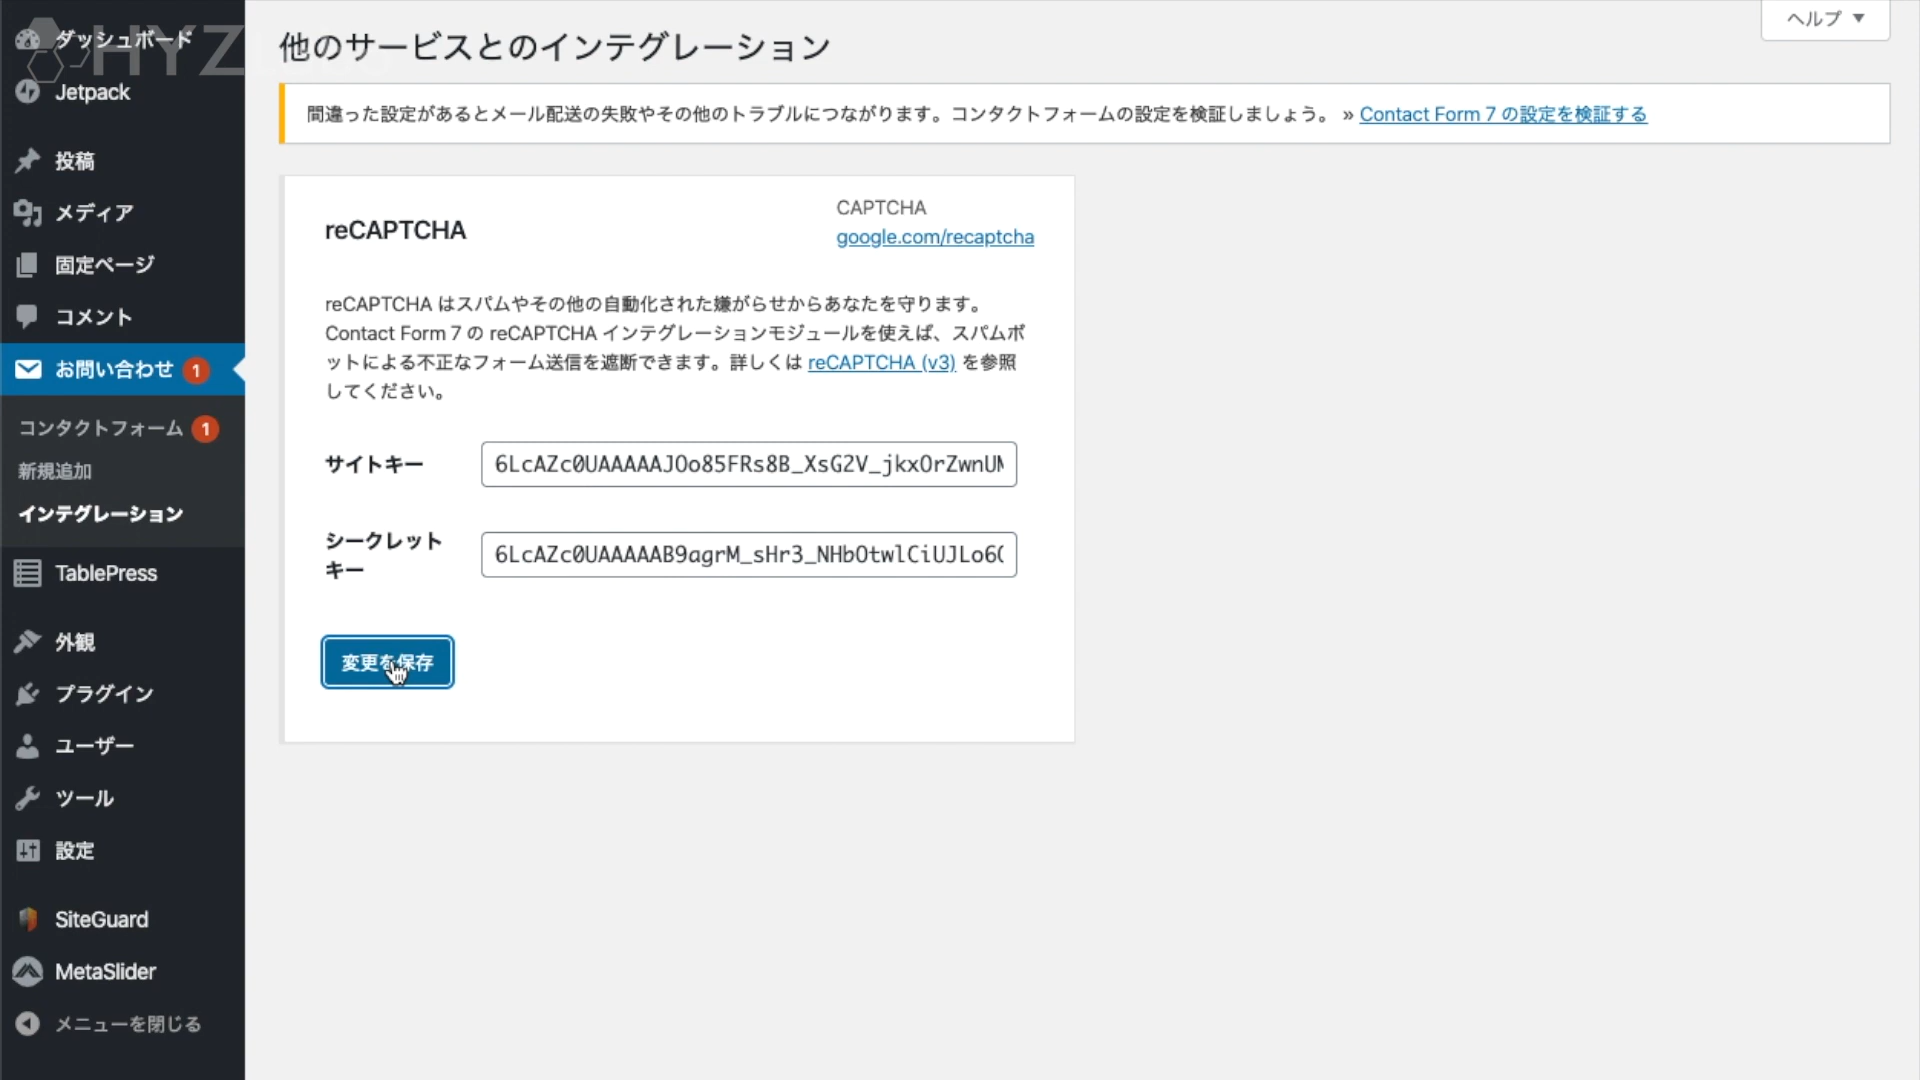 HYZ
ダッシュボード
Jetpack
投稿
メディア
固定ページ
コメント
お問い合わせ 1
コンタクトフォーム 1
新規追加
インテグレーション
TablePress
外観
プラグイン
ユーザー
ツール
設定
SiteGuard
MetaSlider
メニューを閉じる
ヘルプ ▼
他のサービスとのインテグレーション
間違った設定があるとメール配送の失敗やその他のトラブルにつながります。コンタクトフォームの設定を検証しましょう。 » Contact Form 7 の設定を検証する
reCAPTCHA
CAPTCHA
google.com/recaptcha
reCAPTCHA はスパムやその他の自動化された嫌がらせからあなたを守ります。
Contact Form 7 の reCAPTCHA インテグレーションモジュールを使えば、スパムボ
ットによる不正なフォーム送信を遮断できます。詳しくは reCAPTCHA (v3) を参照
してください。
サイトキー
6LcAZc0UAAAAAJOo85FRs8B_XsG2V_jkxOrZwnU
シークレット
キー
6LcAZc0UAAAAAB9agrM_sHr3_NHbOtwlCiUJLo6
変更を保存